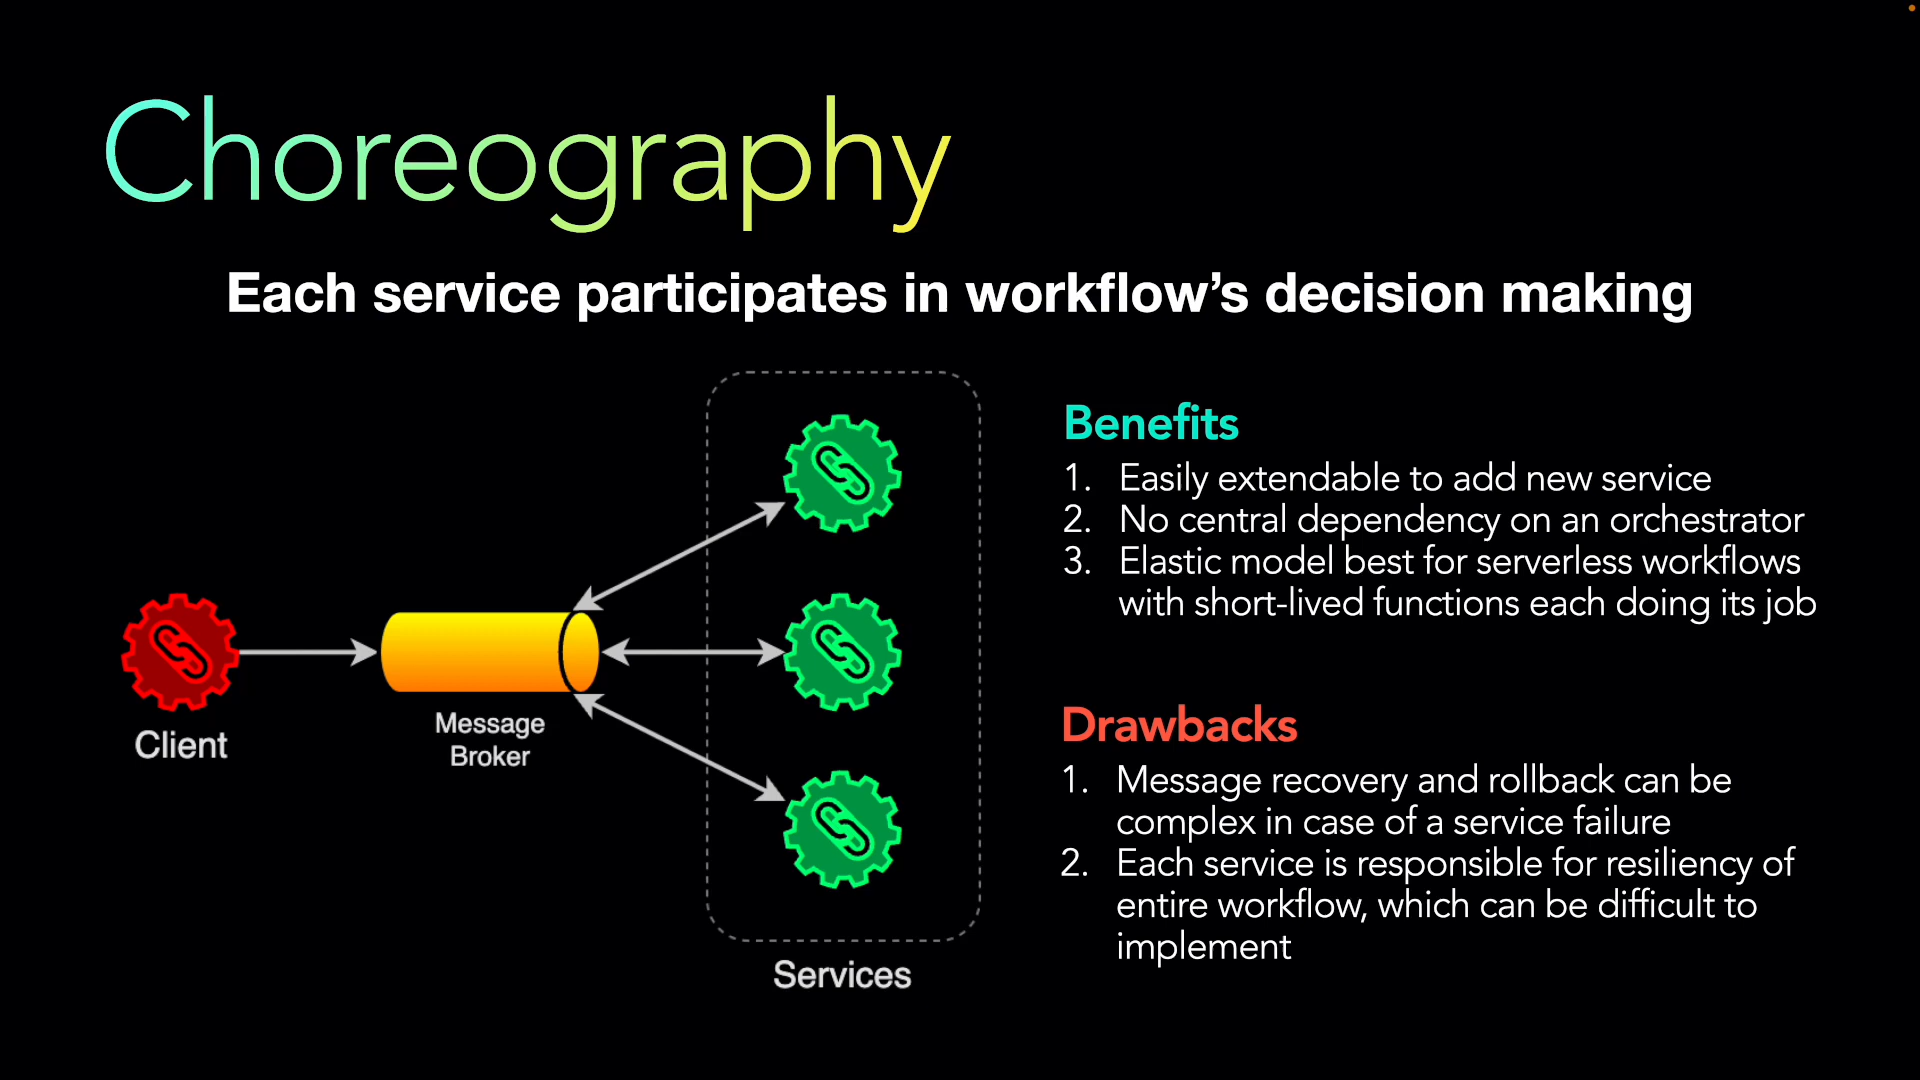 Choreography
Each service participates in workflow’s decision making
Client
Message
Broker
Services
Benefits
1. Easily extendable to add new service
2. No central dependency on an orchestrator
3. Elastic model best for serverless workflows
with short-lived functions each doing its job
Drawbacks
1. Message recovery and rollback can be
complex in case of a service failure
2. Each service is responsible for resiliency of
entire workflow, which can be difficult to
implement